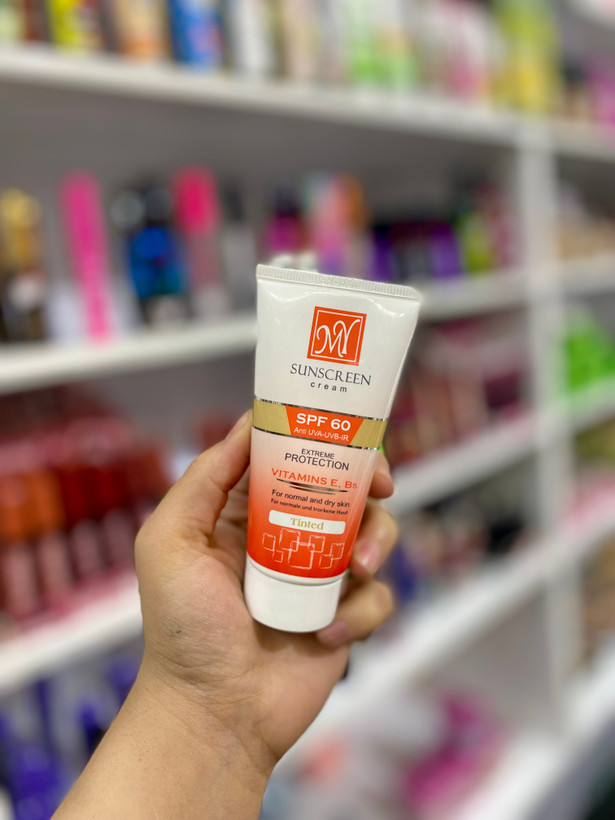 MY
SUNSCREEN
cream
SPF 60
Anti UVA-UVB-IR
EXTREME
PROTECTION
VITAMINS E, B5
For normal and dry skin
Für normale und trockene Haut
Tinted